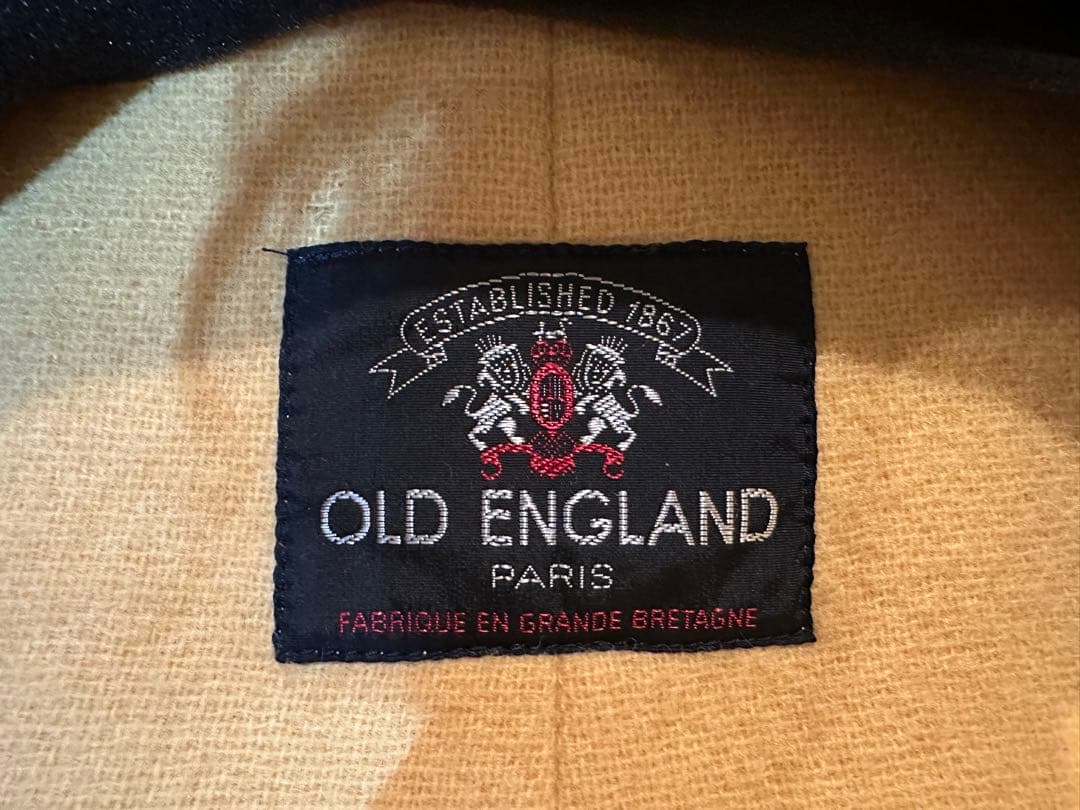 ESTABLISHED 1867
OLD ENGLAND
PARIS
FABRIQUE EN GRANDE BRETAGNE